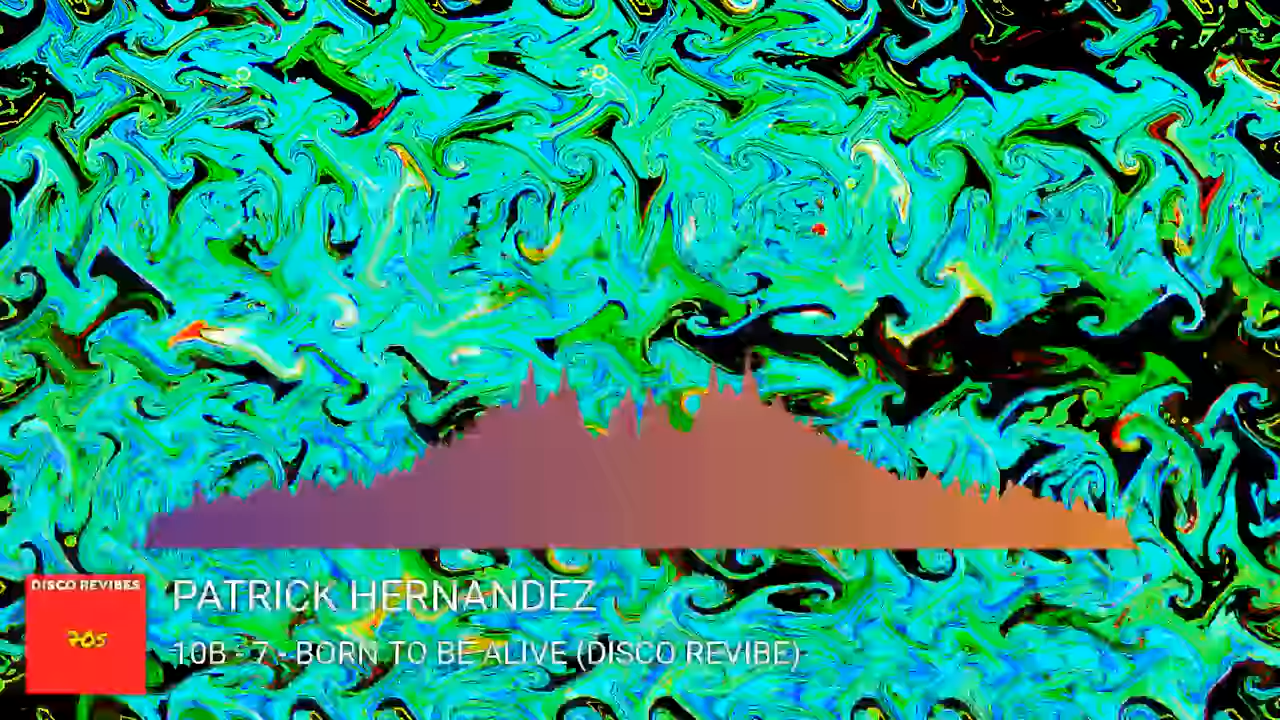 DISCO REVIBES
70s
PATRICK HERNANDEZ
10B - 7 - BORN TO BE ALIVE (DISCO REVIBE)